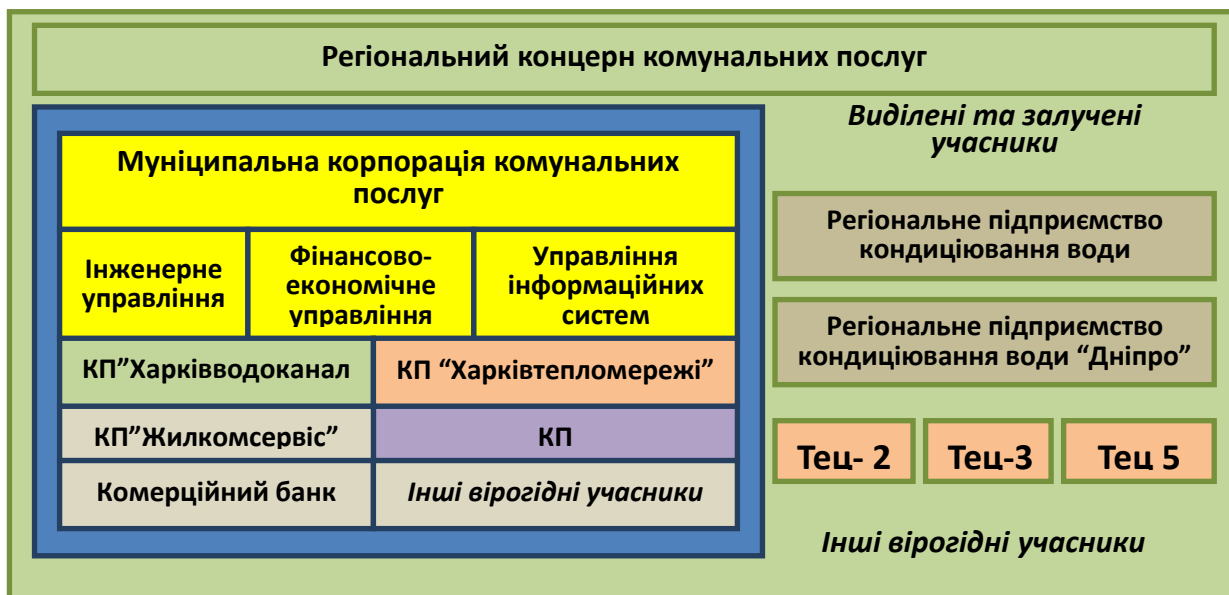 Регіональний концерн комунальних послуг
Виділені та залучені
учасники
Муніципальна корпорація комунальних
послуг
Інженерне
управління
Фінансово-
економічне
управління
Управління
інформаційних
систем
КП”Харківводоканал
КП “Харківтепломережі”
КП”Жилкомсервіс”
КП
Комерційний банк
Інші вірогідні учасники
Регіональне підприємство
кондиціювання води
Регіональне підприємство
кондиціювання води “Дніпро”
Тец- 2
Тец-3
Тец 5
Інші вірогідні учасники